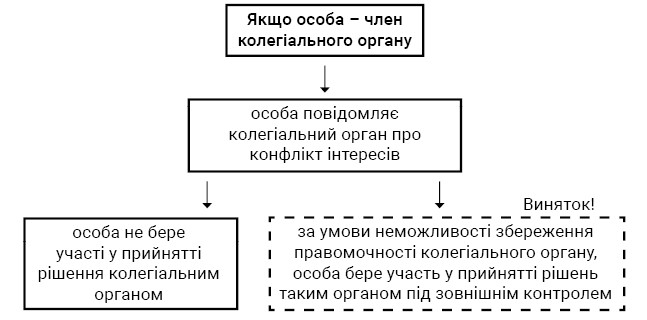 Якщо особа – член
колегіального органу
особа повідомляє
колегіальний орган про
конфлікт інтересів
особа не бере
участі у прийнятті
рішення колегіальним
органом
Виняток!
за умови неможливості збереження
правомочності колегіального органу,
особа бере участь у прийнятті рішень
таким органом під зовнішнім контролем